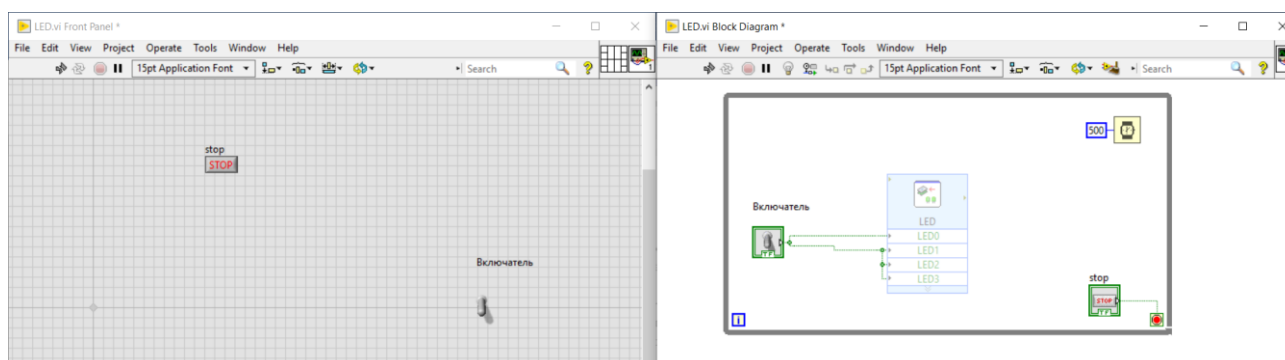 LED.vi Front Panel *
File Edit View Project Operate Tools Window Help
15pt Application Font
Search
1
stop
STOP
Включатель
LED.vi Block Diagram *
File Edit View Project Operate Tools Window Help
15pt Application Font
Search
500
Включатель
LED
LED0
LED1
LED2
LED3
TF
stop
STOP
TF
i